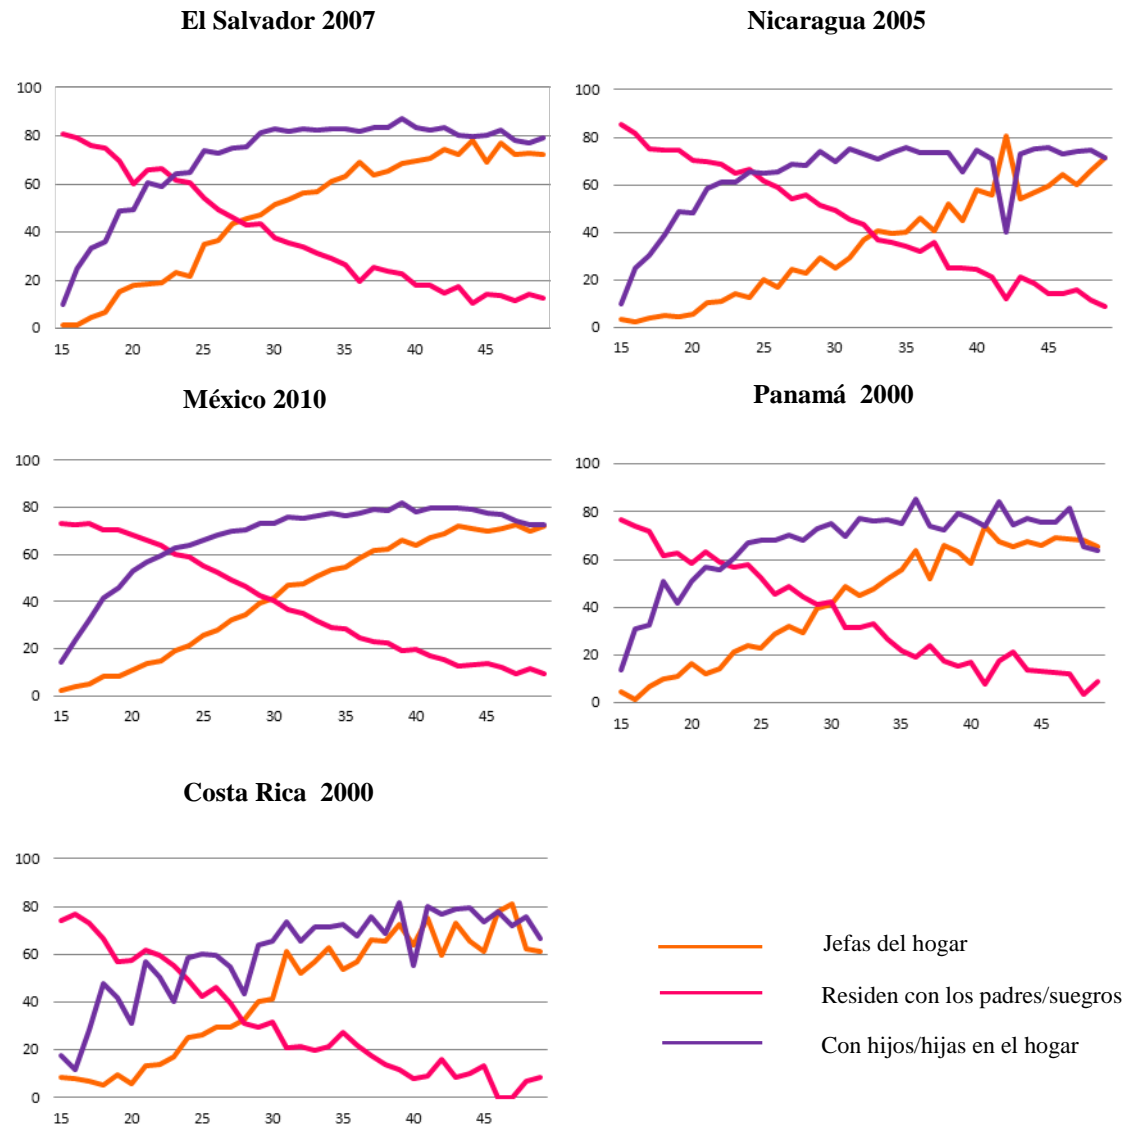 El Salvador 2007
100
80
60
40
20
0
15 20 25 30 35 40 45
Nicaragua 2005
100
80
60
40
20
0
15 20 25 30 35 40 45
México 2010
100
80
60
40
20
0
15 20 25 30 35 40 45
Panamá 2000
100
80
60
40
20
0
15 20 25 30 35 40 45
Costa Rica 2000
100
80
60
40
20
0
15 20 25 30 35 40 45
Jefas del hogar
Residen con los padres/suegros
Con hijos/hijas en el hogar